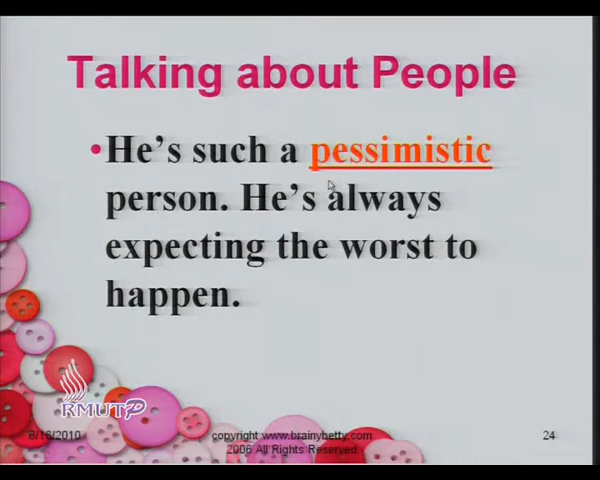 Talking about People
•He's such a pessimistic
person. He's always
expecting the worst to
happen.
RMUTP
6/16/2010
copyright www.brainybetty.com
2006 All Rights Reserved
24